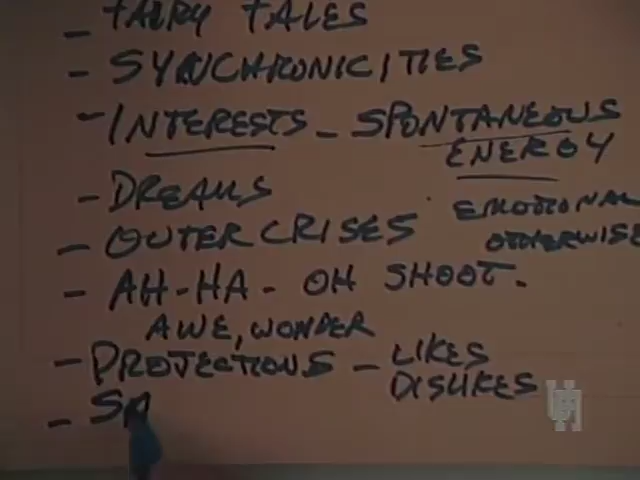 - FAIRY TALES
- SYNCHRONICITIES
- INTERESTS - SPONTANEOUS
ENERGY
- DREAMS
EMOTIONAL
- OUTER CRISES
OTHERWISE
- AH-HA - OH SHOOT.
AWE, WONDER
- PROJECTIONS - LIKES
DISLIKES
- SA